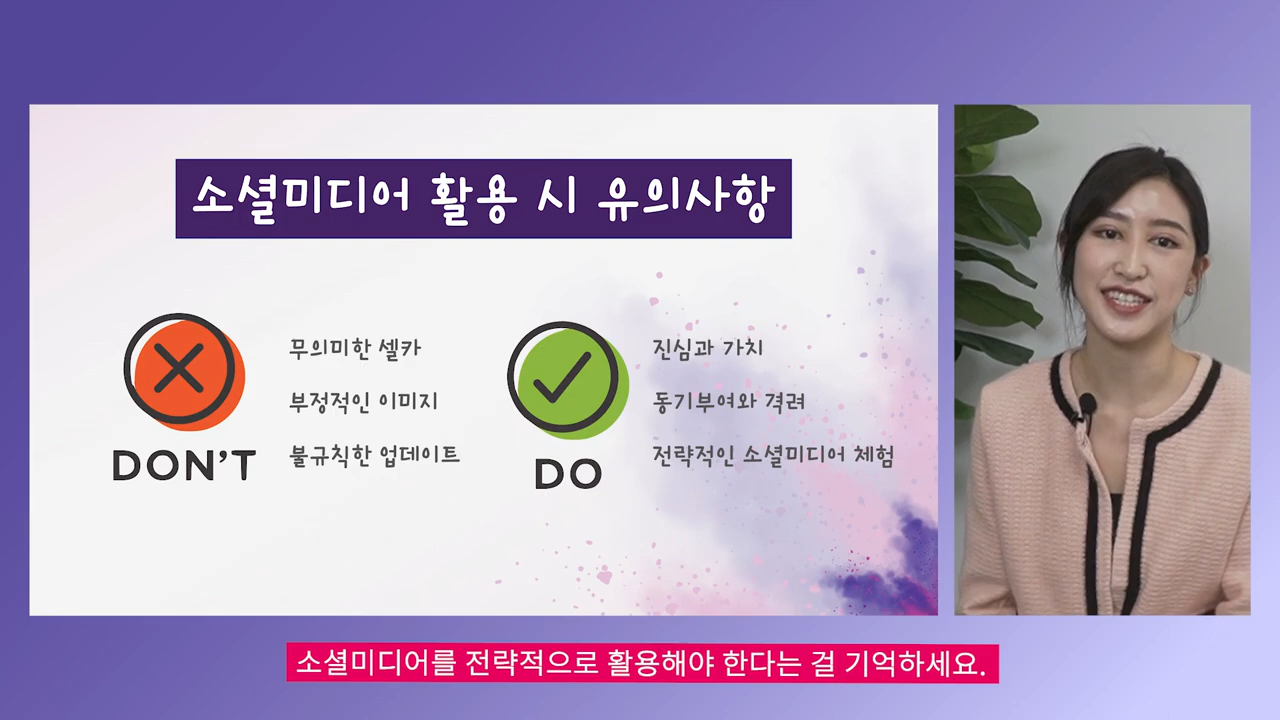 소셜미디어 활용 시 유의사항
무의미한 셀카
부정적인 이미지
불규칙한 업데이트
DON'T
진심과 가치
동기부여와 격려
전략적인 소셜미디어 체험
DO
소셜미디어를 전략적으로 활용해야 한다는 걸 기억하세요.